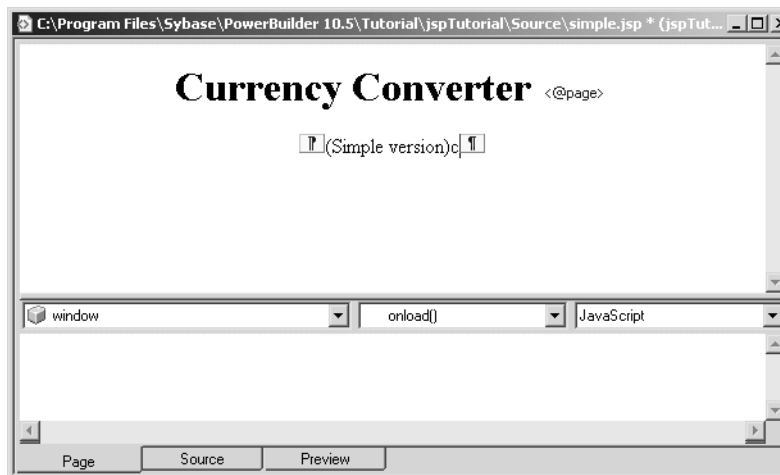 C:\Program Files\Sybase\PowerBuilder 10.5\Tutorial\jspTutorial\Source\simple.jsp * (jspTut...
Currency Converter <@page>
¶(Simple version)c¶
window onload() JavaScript
Page Source Preview